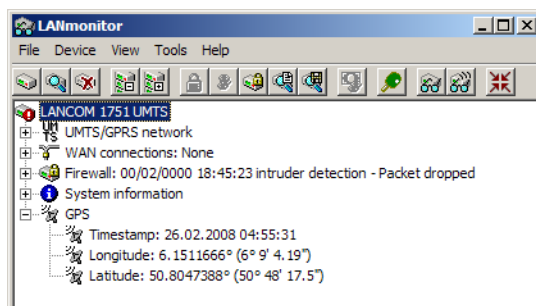 LANmonitor
File Device View Tools Help
LANCOM 1751 UMTS
UMTS/GPRS network
WAN connections: None
Firewall: 00/02/0000 18:45:23 intruder detection - Packet dropped
System information
GPS
Timestamp: 26.02.2008 04:55:31
Longitude: 6.1511666° (6° 9' 4.19")
Latitude: 50.8047388° (50° 48' 17.5")